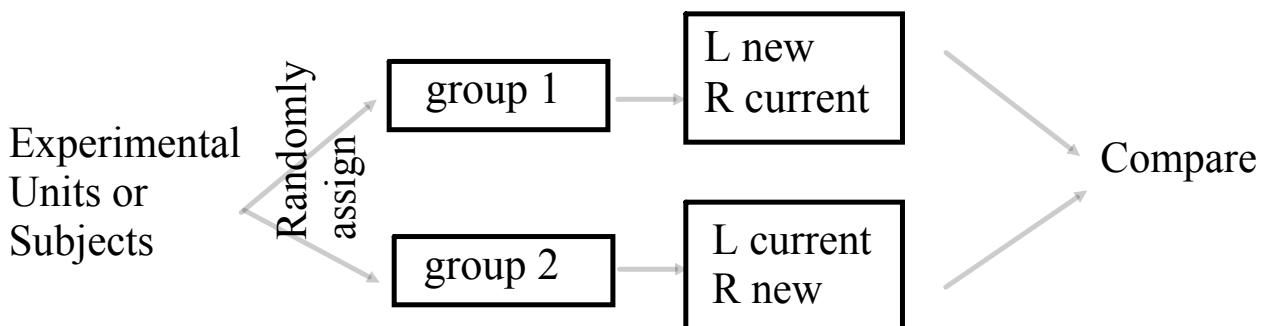 Experimental
Units or
Subjects
Randomly
assign
group 1
L new
R current
group 2
L current
R new
Compare